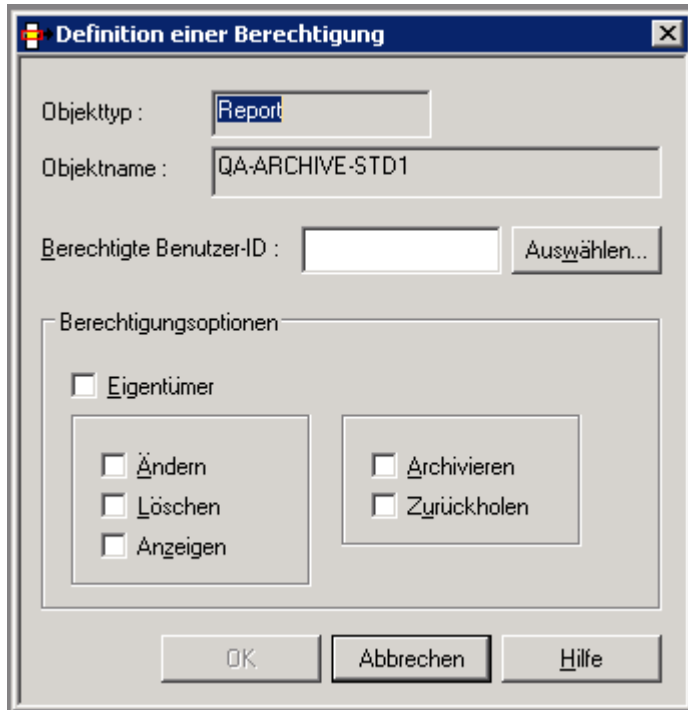 Definition einer Berechtigung
Objekttyp : Report
Objektname : QA-ARCHIVE-STD1
Berechtigte Benutzer-ID : Auswählen...
Berechtigungsoptionen
Eigentümer
Ändern Archivieren
Löschen Zurückholen
Anzeigen
OK Abbrechen Hilfe